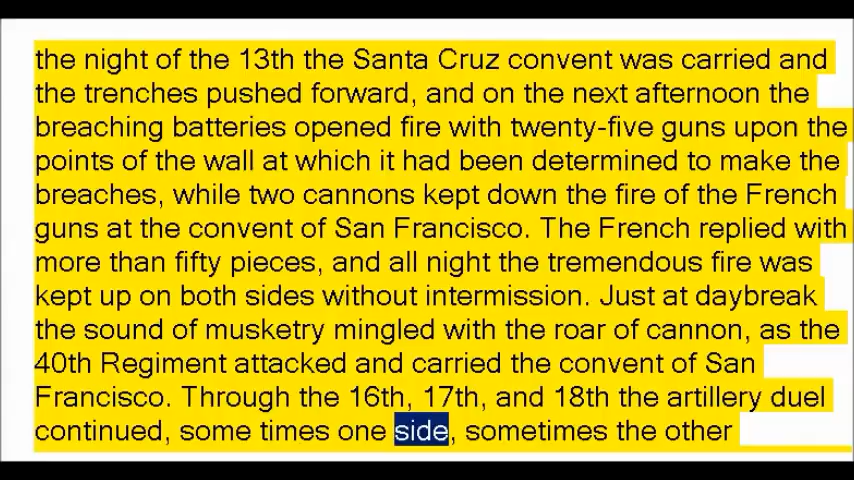 the night of the 13th the Santa Cruz convent was carried and
the trenches pushed forward, and on the next afternoon the
breaching batteries opened fire with twenty-five guns upon the
points of the wall at which it had been determined to make the
breaches, while two cannons kept down the fire of the French
guns at the convent of San Francisco. The French replied with
more than fifty pieces, and all night the tremendous fire was
kept up on both sides without intermission. Just at daybreak
the sound of musketry mingled with the roar of cannon, as the
40th Regiment attacked and carried the convent of San
Francisco. Through the 16th, 17th, and 18th the artillery duel
continued, some times one side, sometimes the other